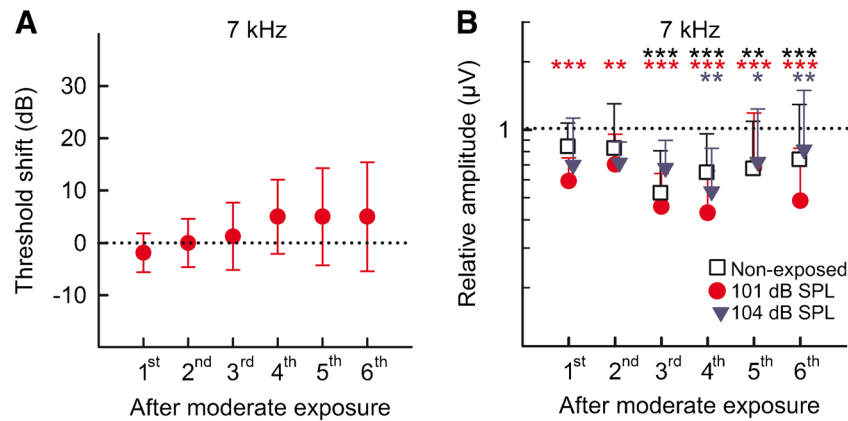 A
7 kHz
Threshold shift (dB)
30
20
10
0
-10
1st 2nd 3rd 4th 5th 6th
After moderate exposure
B
7 kHz
*** *** ** ***
*** ** *** *** *** ***
** * **
Relative amplitude (µV)
1
Non-exposed
101 dB SPL
104 dB SPL
1st 2nd 3rd 4th 5th 6th
After moderate exposure